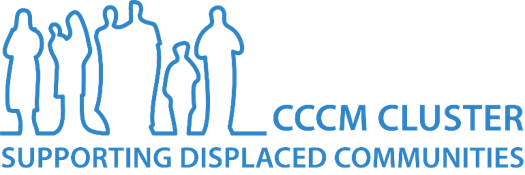 CCCM CLUSTER
SUPPORTING DISPLACED COMMUNITIES